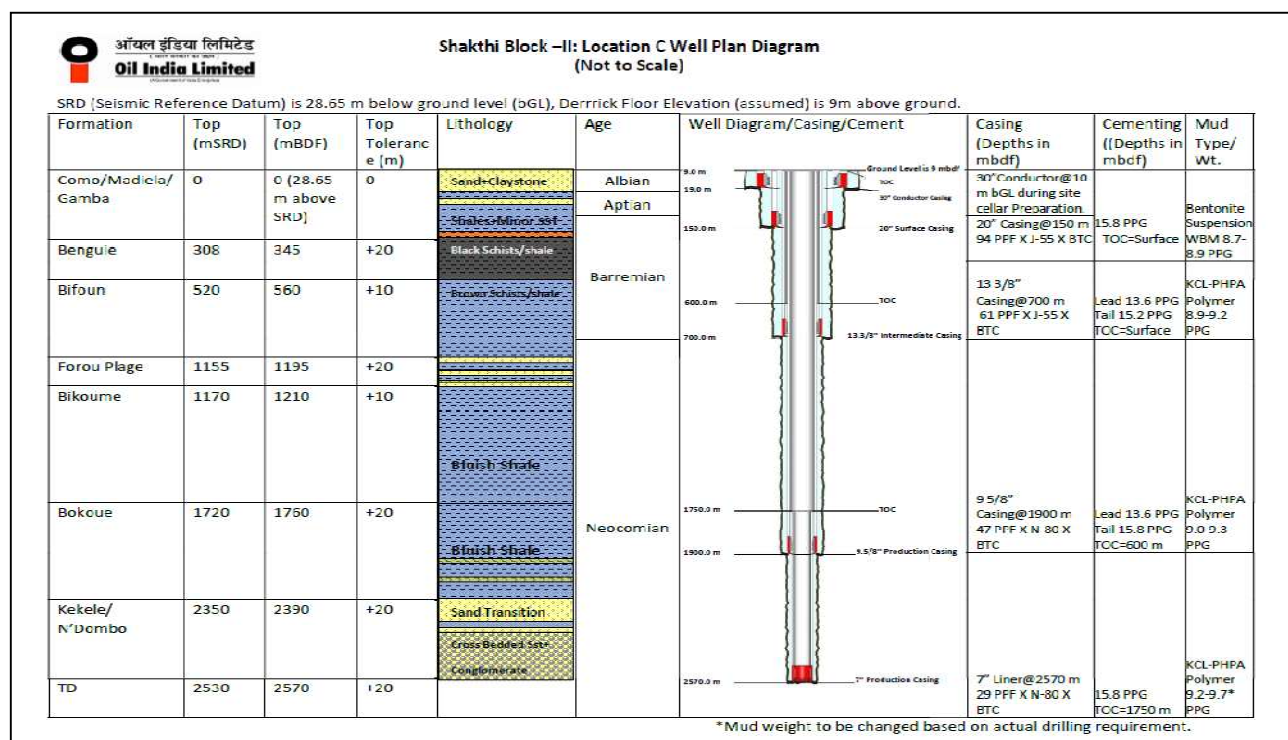 ऑयल इंडिया लिमिटेड
Oil India Limited
Shakthi Block –II: Location C Well Plan Diagram
(Not to Scale)
SRD (Seismic Reference Datum) is 28.65 m below ground level (bGL), Derrrick Floor Elevation (assumed) is 9m above ground.
Formation
Top
(mSRD)
Top
(mBDF)
Top
Toleranc
e (m)
Lithology
Age
Well Diagram/Casing/Cement
Casing
(Depths in
mbdf)
Cementing
((Depths in
mbdf)
Mud
Type/
Wt.
Como/Madiela/
Gamba
0
0 (28.65
m above
SRD)
0
Sand+Claystone
Shales+Minor sst
Albian
Aptian
Benguie
308
345
+20
Black Schists/shale
Barremian
Bifoun
520
560
+10
Brown Schists/shale
Forou Plage
1155
1195
+20
Bikoume
1170
1210
+10
Bluish Shale
Bokoue
1720
1760
+20
Bluish Shale
Neocomian
Kekele/
N'Dombo
2350
2390
+20
Sand Transition
Cross Bedded Sst+
Conglomerate
TD
2530
2570
+20
9.0 m
Ground Level is 9 mbdf
TOC
19.0 m
30" Conductor Casing
150.0 m
20" Surface Casing
600.0 m
TOC
700.0 m
13.3/8" Intermediate Casing
1750.0 m
TOC
1900.0 m
9.5/8" Production Casing
2570.0 m
7" Production Casing
30"Conductor@10
m bGL during site
cellar Preparation
20" Casing@150 m
94 PPF X J-55 X BTC
15.8 PPG
TOC=Surface
Bentonite
Suspension
WBM 8.7-
8.9 PPG
13 3/8"
Casing@700 m
61 PPF X J-55 X
BTC
Lead 13.6 PPG
Tail 15.2 PPG
TOC=Surface
KCL-PHPA
Polymer
8.9-9.2
PPG
9 5/8"
Casing@1900 m
47 PPF X N-80 X
BTC
Lead 13.6 PPG
Tail 15.8 PPG
TOC=600 m
KCL-PHPA
Polymer
9.0-9.3
PPG
7" Liner@2570 m
29 PPF X N-80 X
BTC
15.8 PPG
TOC=1750 m
KCL-PHPA
Polymer
9.2-9.7*
PPG
*Mud weight to be changed based on actual drilling requirement.